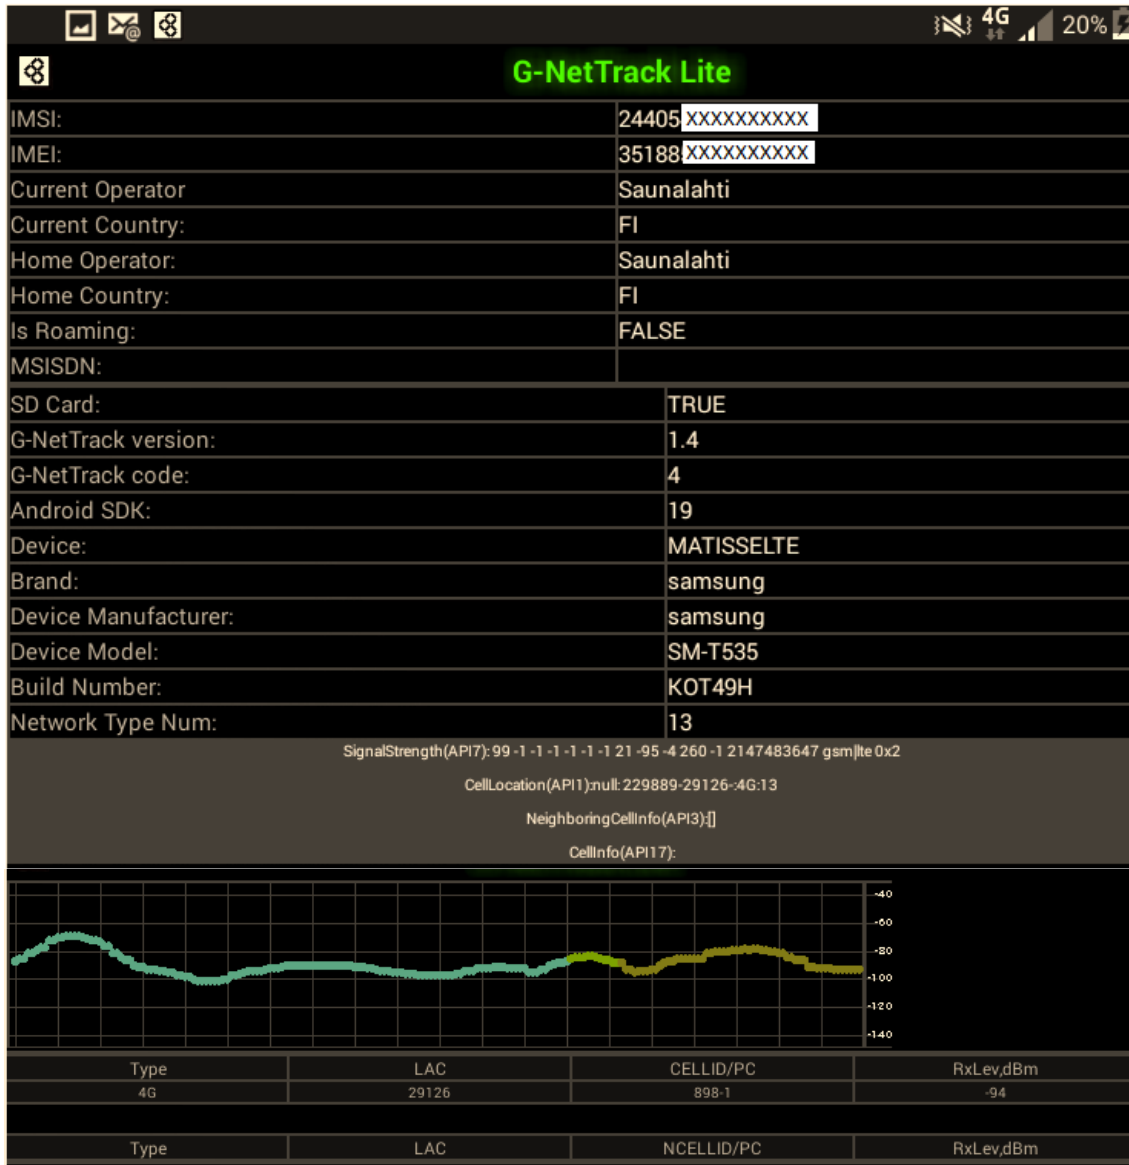 4G 20%
G-NetTrack Lite
IMSI: 24405 XXXXXXXXXX
IMEI: 35188 XXXXXXXXXX
Current Operator Saunalahti
Current Country: FI
Home Operator: Saunalahti
Home Country: FI
Is Roaming: FALSE
MSISDN:
SD Card: TRUE
G-NetTrack version: 1.4
G-NetTrack code: 4
Android SDK: 19
Device: MATISSELTE
Brand: samsung
Device Manufacturer: samsung
Device Model: SM-T535
Build Number: KOT49H
Network Type Num: 13
SignalStrength(API7): 99 -1 -1 -1 -1 -1 -1 21 -95 -4 260 -1 2147483647 gsm|lte 0x2
CellLocation(API1):null: 229889-29126-:4G:13
NeighboringCellInfo(API3):[]
CellInfo(API17):
-40
-60
-80
-100
-120
-140
Type LAC CELLID/PC RxLev,dBm
4G 29126 898-1 -94
Type LAC NCELLID/PC RxLev,dBm